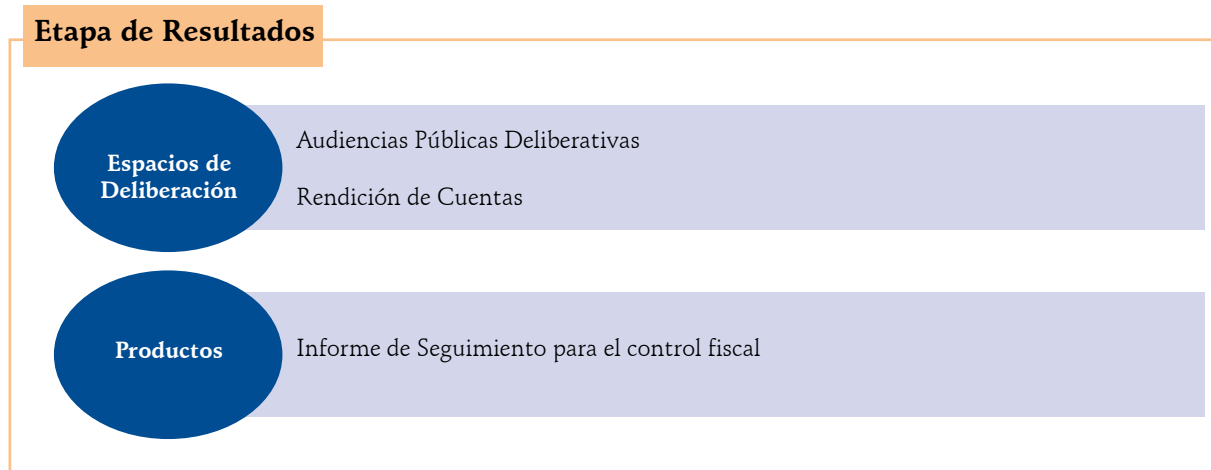 Etapa de Resultados
Espacios de
Deliberación
Audiencias Públicas Deliberativas
Rendición de Cuentas
Productos
Informe de Seguimiento para el control fiscal